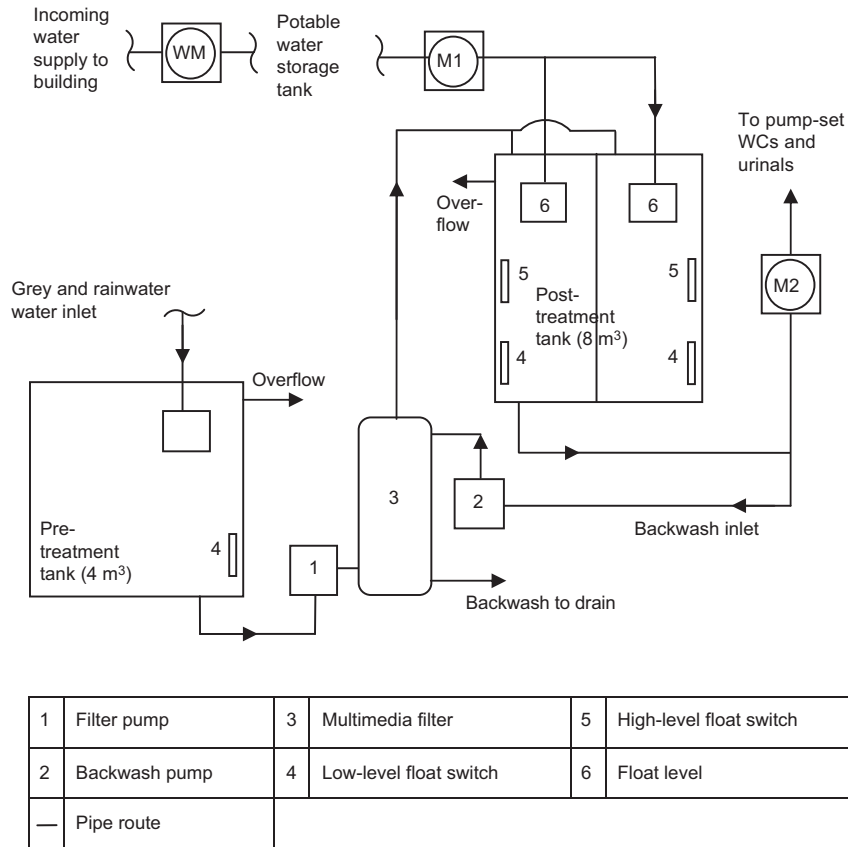 Incoming
water
supply to
building
WM
Potable
water
storage
tank
M1
To pump-set
WCs and
urinals
6
6
Over-
flow
5
5
M2
Post-
treatment
tank (8 m³)
4
4
Grey and rainwater
water inlet
Overflow
3
2
Backwash inlet
Pre-
treatment
tank (4 m³)
4
1
Backwash to drain
1 Filter pump 3 Multimedia filter 5 High-level float switch
2 Backwash pump 4 Low-level float switch 6 Float level
— Pipe route